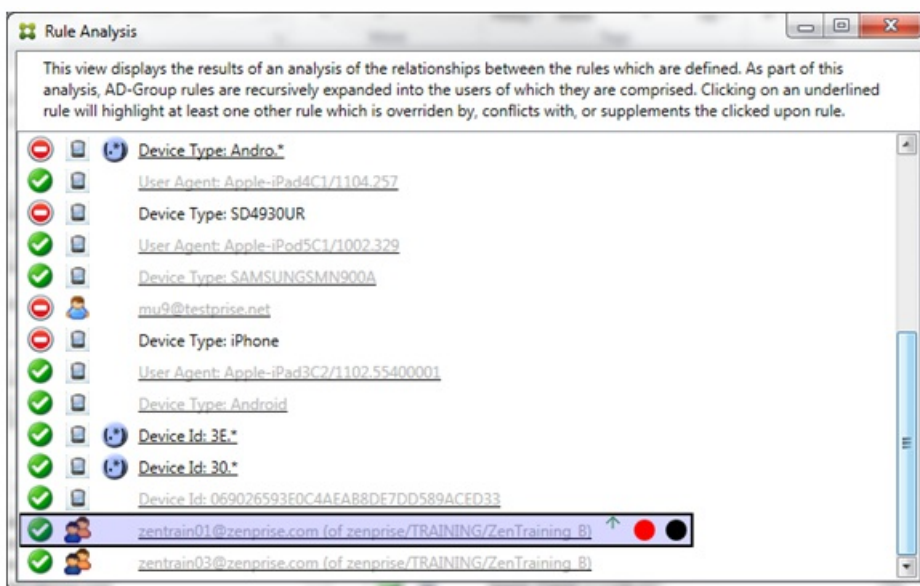 Rule Analysis
This view displays the results of an analysis of the relationships between the rules which are defined. As part of this
analysis, AD-Group rules are recursively expanded into the users of which they are comprised. Clicking on an underlined
rule will highlight at least one other rule which is overriden by, conflicts with, or supplements the clicked upon rule.
(.*) Device Type: Andro.*
User Agent: Apple-iPad4C1/1104.257
Device Type: SD4930UR
User Agent: Apple-iPod5C1/1002.329
Device Type: SAMSUNGSMN900A
mu9@testprise.net
Device Type: iPhone
User Agent: Apple-iPad3C2/1102.55400001
Device Type: Android
(.*) Device Id: 3E.*
(.*) Device Id: 30.*
Device Id: 069026593E0C4AEAB8DE7DD589ACED33
zentrain01@zenprise.com (of zenprise/TRAINING/ZenTraining_B)
zentrain03@zenprise.com (of zenprise/TRAINING/ZenTraining_B)